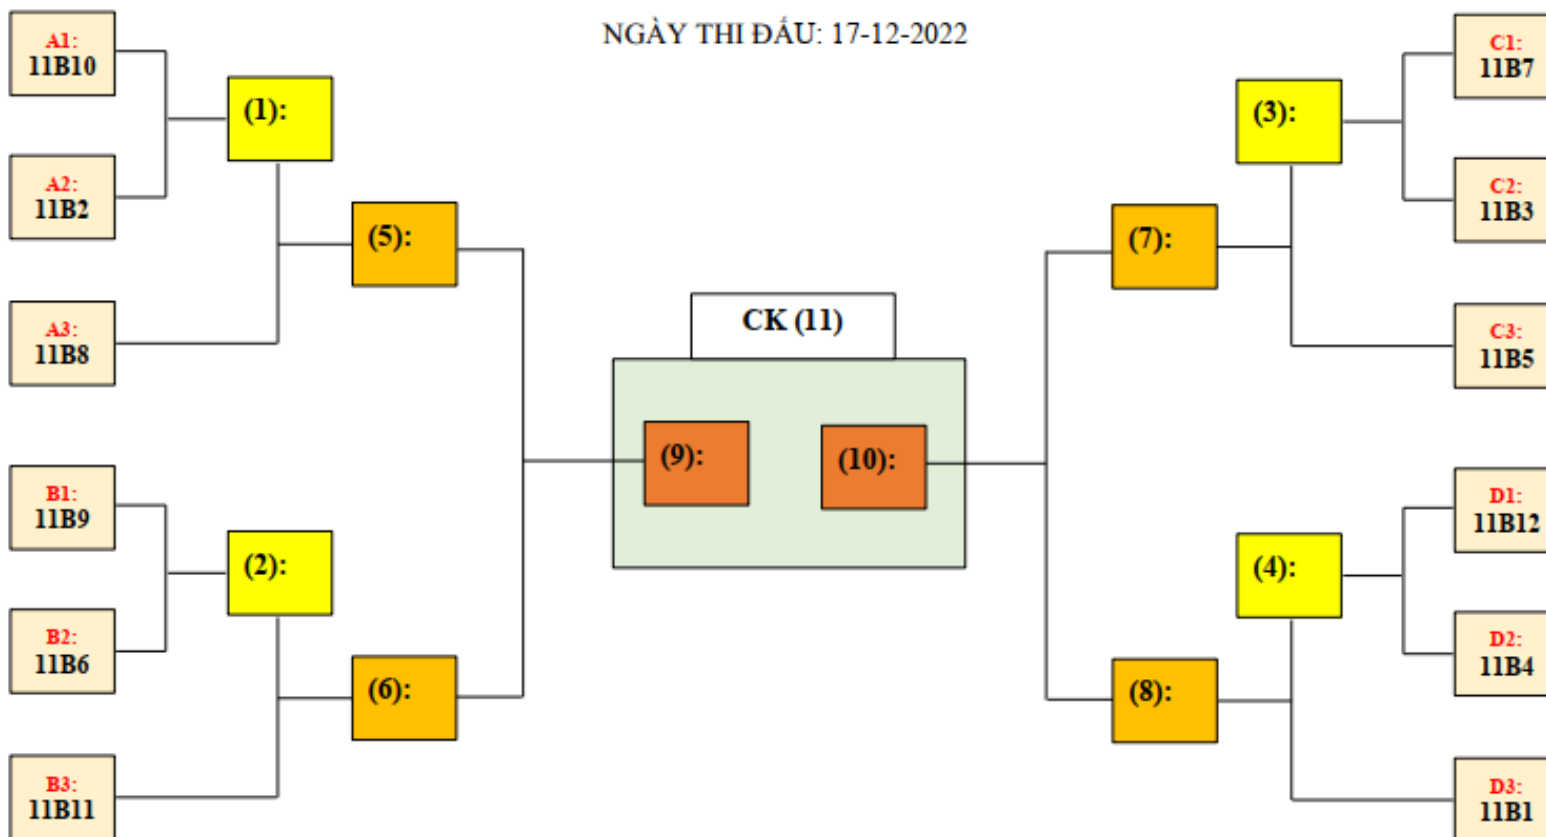 NGÀY THI ĐẤU: 17-12-2022
A1:
11B10
(1):
A2:
11B2
(5):
A3:
11B8
B1:
11B9
(2):
B2:
11B6
(6):
B3:
11B11
CK (11)
(9):
(10):
C1:
11B7
(3):
C2:
11B3
(7):
C3:
11B5
D1:
11B12
(4):
D2:
11B4
(8):
D3:
11B1